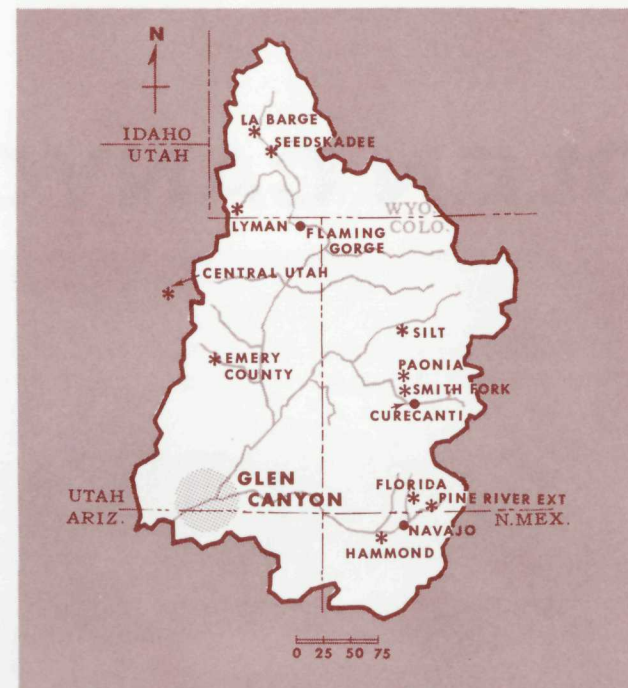 N
LA BARGE
IDAHO
SEEDSKADEE
UTAH
WYO.
LYMAN
COLO.
FLAMING
GORGE
CENTRAL UTAH
SILT
EMERY
COUNTY
PAONIA
SMITH FORK
CURECANTI
GLEN
CANYON
FLORIDA
UTAH
PINE RIVER EXT
ARIZ.
N.MEX.
NAVAJO
HAMMOND
0 25 50 75